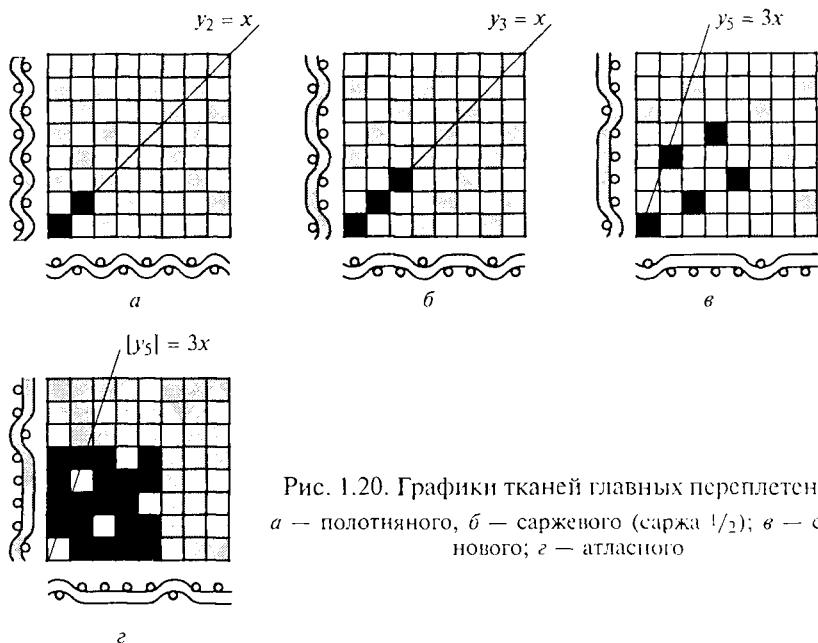 y₂ = x
y₃ = x
y₅ = 3x
а
б
в
[y₅] = 3x
г
Рис. 1.20. Графики тканей главных переплетен
а — полотняного, б — саржевого (саржа 1/2); в — с
нового; г — атласного